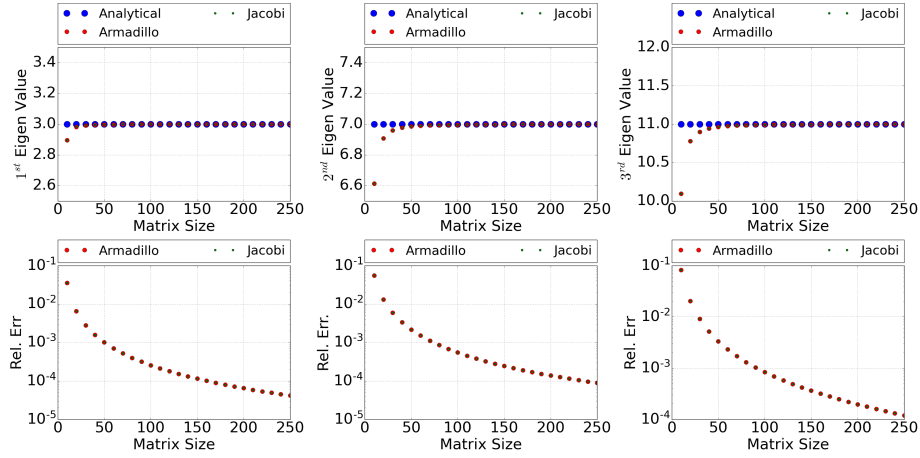 Analytical Jacobi
Armadillo
1st Eigen Value
3.4
3.2
3.0
2.8
2.6
0 50 100 150 200 250
Matrix Size
Analytical Jacobi
Armadillo
2nd Eigen Value
7.4
7.2
7.0
6.8
6.6
0 50 100 150 200 250
Matrix Size
Analytical Jacobi
Armadillo
3rd Eigen Value
12.0
11.5
11.0
10.5
10.0
0 50 100 150 200 250
Matrix Size
Armadillo Jacobi
Rel. Err
10^-1
10^-2
10^-3
10^-4
10^-5
0 50 100 150 200 250
Matrix Size
Armadillo Jacobi
Rel. Err.
10^-1
10^-2
10^-3
10^-4
10^-5
0 50 100 150 200 250
Matrix Size
Armadillo Jacobi
Rel. Err
10^-1
10^-2
10^-3
10^-4
0 50 100 150 200 250
Matrix Size